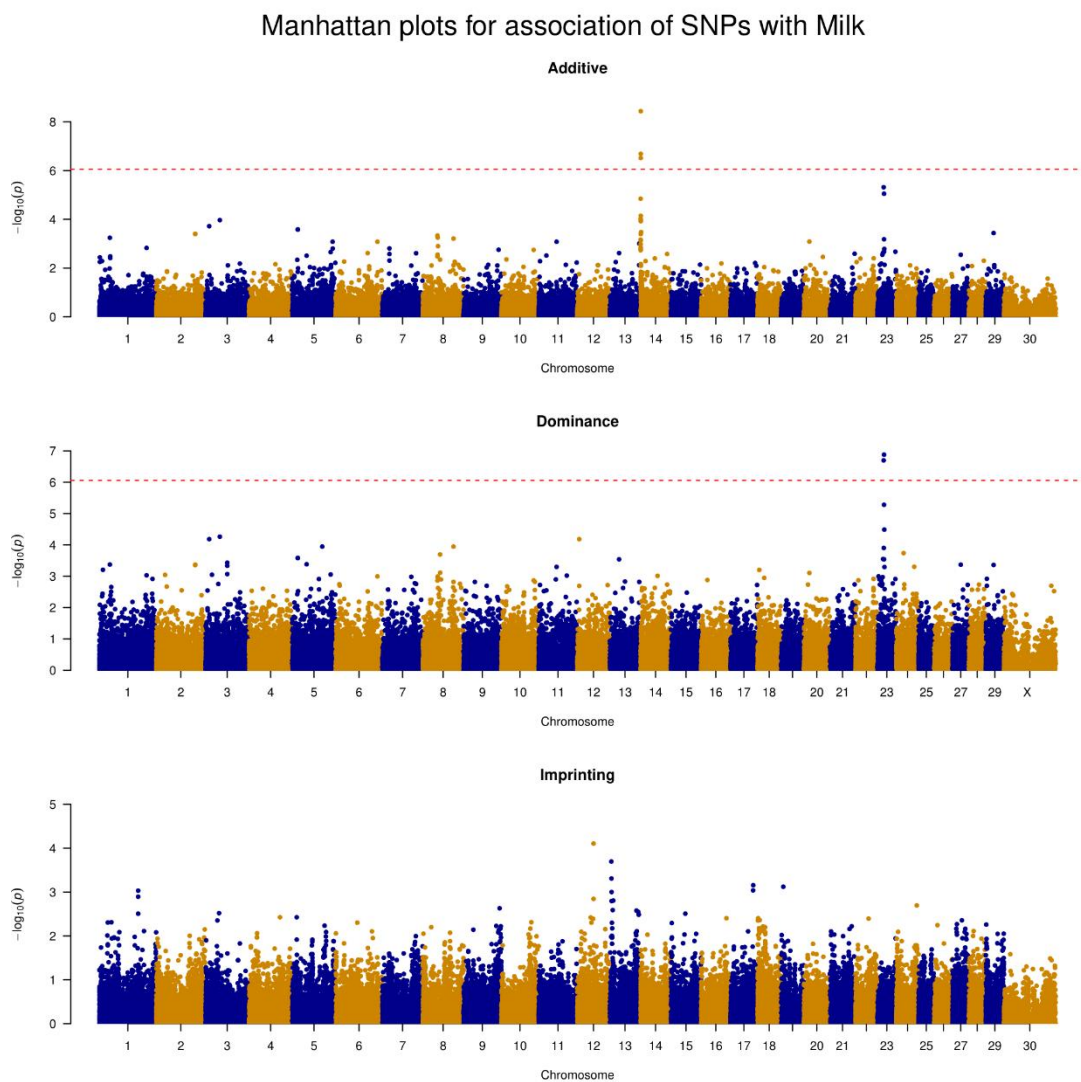 Manhattan plots for association of SNPs with Milk
Additive
8
6
4
2
0
−log10(p)
1 2 3 4 5 6 7 8 9 10 11 12 13 14 15 16 17 18 20 21 23 25 27 29 30
Chromosome
Dominance
7
6
5
4
3
2
1
0
−log10(p)
1 2 3 4 5 6 7 8 9 10 11 12 13 14 15 16 17 18 20 21 23 25 27 29 X
Chromosome
Imprinting
5
4
3
2
1
0
−log10(p)
1 2 3 4 5 6 7 8 9 10 11 12 13 14 15 16 17 18 20 21 23 25 27 29 30
Chromosome